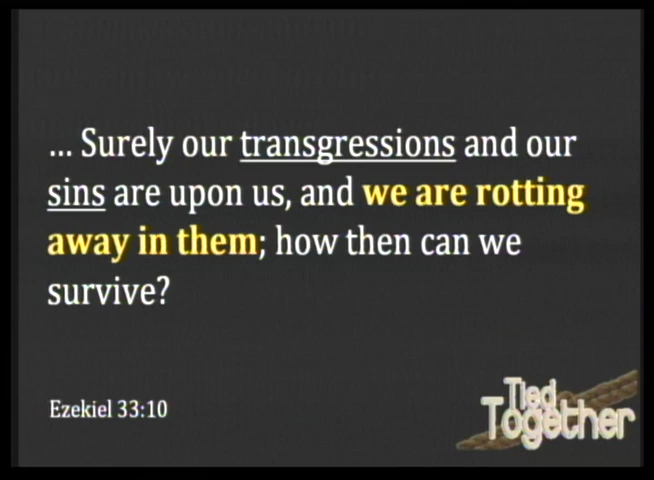 ... Surely our transgressions and our
sins are upon us, and we are rotting
away in them; how then can we
survive?
Ezekiel 33:10
Tied
Together